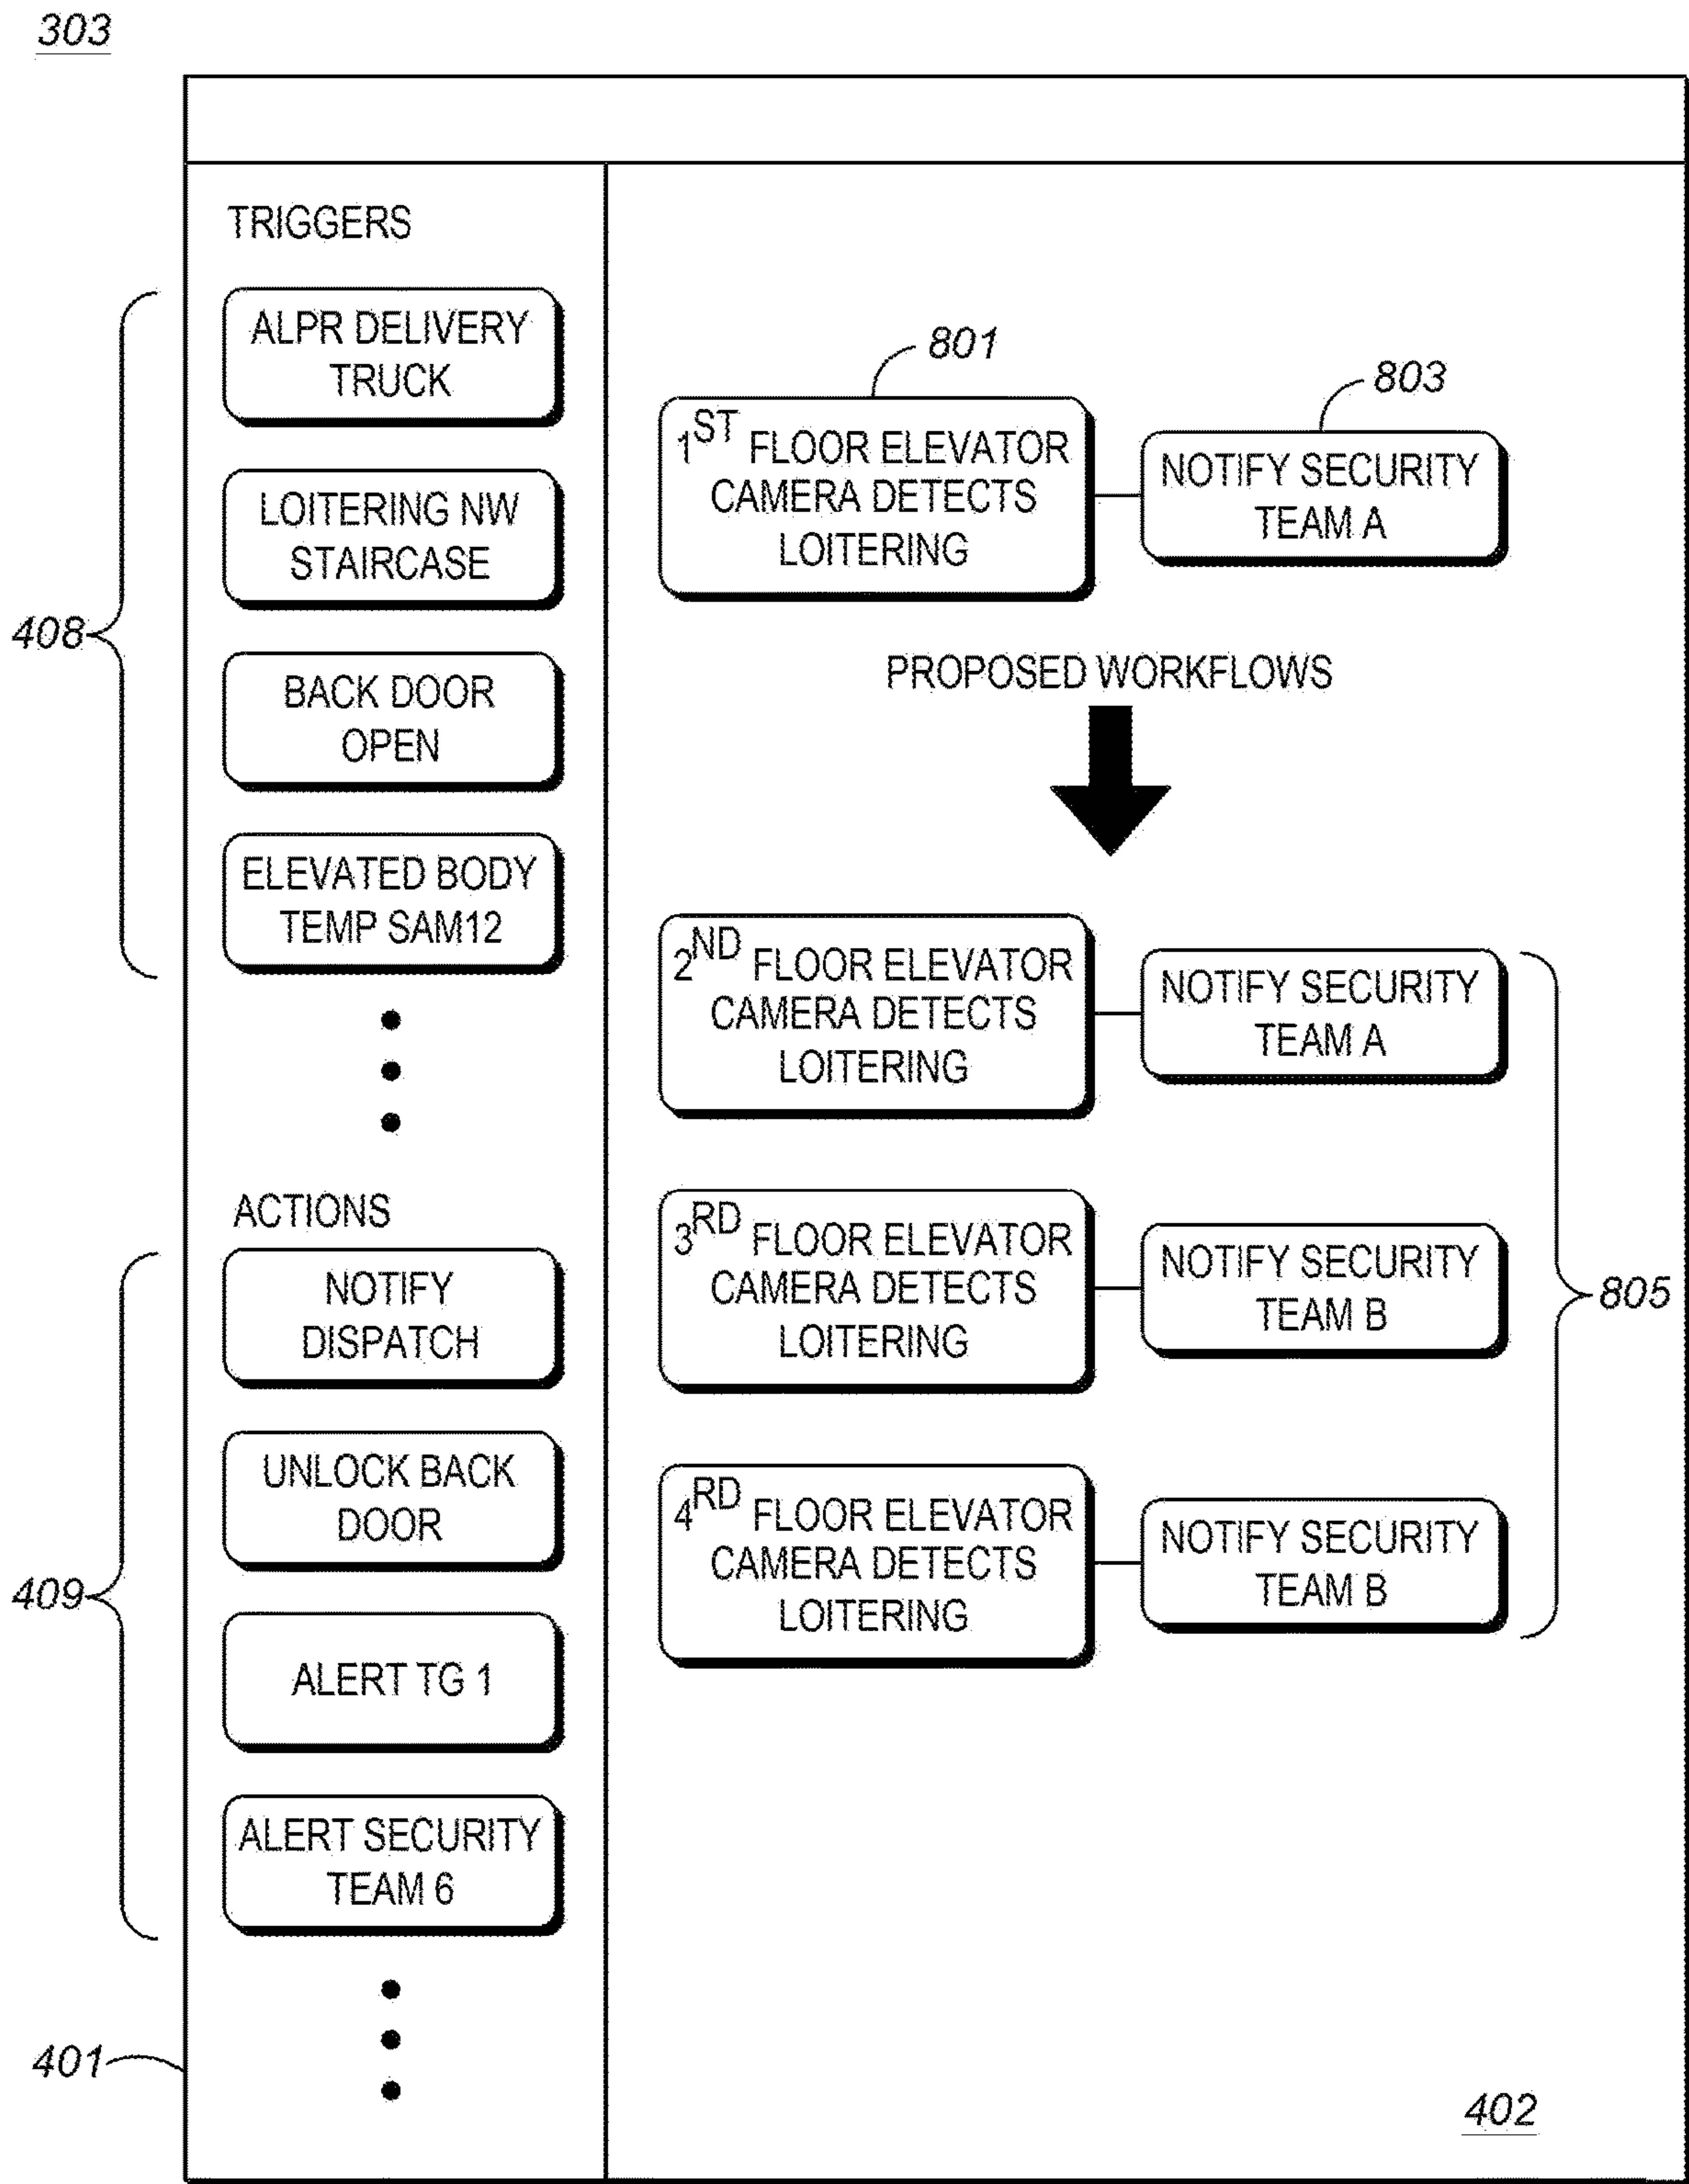 303
TRIGGERS
ALPR DELIVERY
TRUCK
LOITERING NW
STAIRCASE
408
BACK DOOR
OPEN
ELEVATED BODY
TEMP SAM12
ACTIONS
NOTIFY
DISPATCH
UNLOCK BACK
DOOR
409
ALERT TG 1
ALERT SECURITY
TEAM 6
401
801
1ST FLOOR ELEVATOR
CAMERA DETECTS
LOITERING
803
NOTIFY SECURITY
TEAM A
PROPOSED WORKFLOWS
2ND FLOOR ELEVATOR
CAMERA DETECTS
LOITERING
NOTIFY SECURITY
TEAM A
3RD FLOOR ELEVATOR
CAMERA DETECTS
LOITERING
NOTIFY SECURITY
TEAM B
805
4RD FLOOR ELEVATOR
CAMERA DETECTS
LOITERING
NOTIFY SECURITY
TEAM B
402